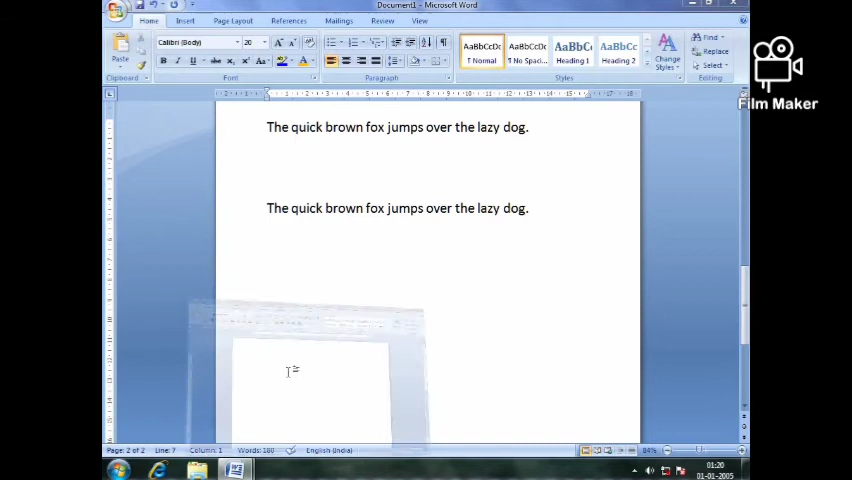 Document1 - Microsoft Word
Home Insert Page Layout References Mailings Review View
Paste
Clipboard
Calibri (Body) 20
Font
Paragraph
AaBbCcDc AaBbCcDc AaBbCc AaBbCc
¶ Normal ¶ No Spaci... Heading 1 Heading 2
Change Styles
Styles
Find
Replace
Select
Editing
Film Maker
The quick brown fox jumps over the lazy dog.
The quick brown fox jumps over the lazy dog.
Page: 2 of 2 Line: 7 Column: 1 Words: 180 English (India) 84%
01:20
01-01-2005